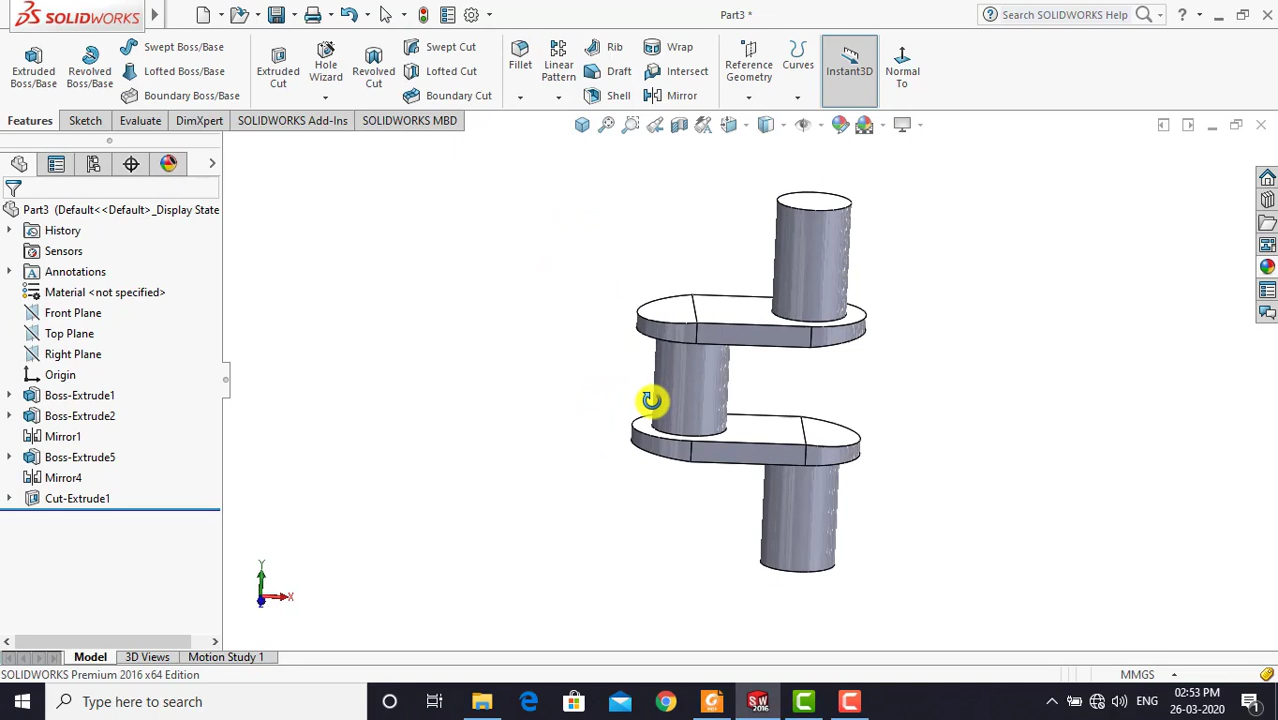 SOLIDWORKS
Part3 *
Search SOLIDWORKS Help
?
Extruded Boss/Base
Revolved Boss/Base
Swept Boss/Base
Lofted Boss/Base
Boundary Boss/Base
Extruded Cut
Hole Wizard
Revolved Cut
Swept Cut
Lofted Cut
Boundary Cut
Fillet
Linear Pattern
Rib
Draft
Shell
Wrap
Intersect
Mirror
Reference Geometry
Curves
Instant3D
Normal To
Features
Sketch
Evaluate
DimXpert
SOLIDWORKS Add-Ins
SOLIDWORKS MBD
Part3 (Default<<Default>_Display State
History
Sensors
Annotations
Material <not specified>
Front Plane
Top Plane
Right Plane
Origin
Boss-Extrude1
Boss-Extrude2
Mirror1
Boss-Extrude5
Mirror4
Cut-Extrude1
Y
X
Z
Model
3D Views
Motion Study 1
SOLIDWORKS Premium 2016 x64 Edition
MMGS
Type here to search
SW
2016
ENG
02:53 PM
26-03-2020
1